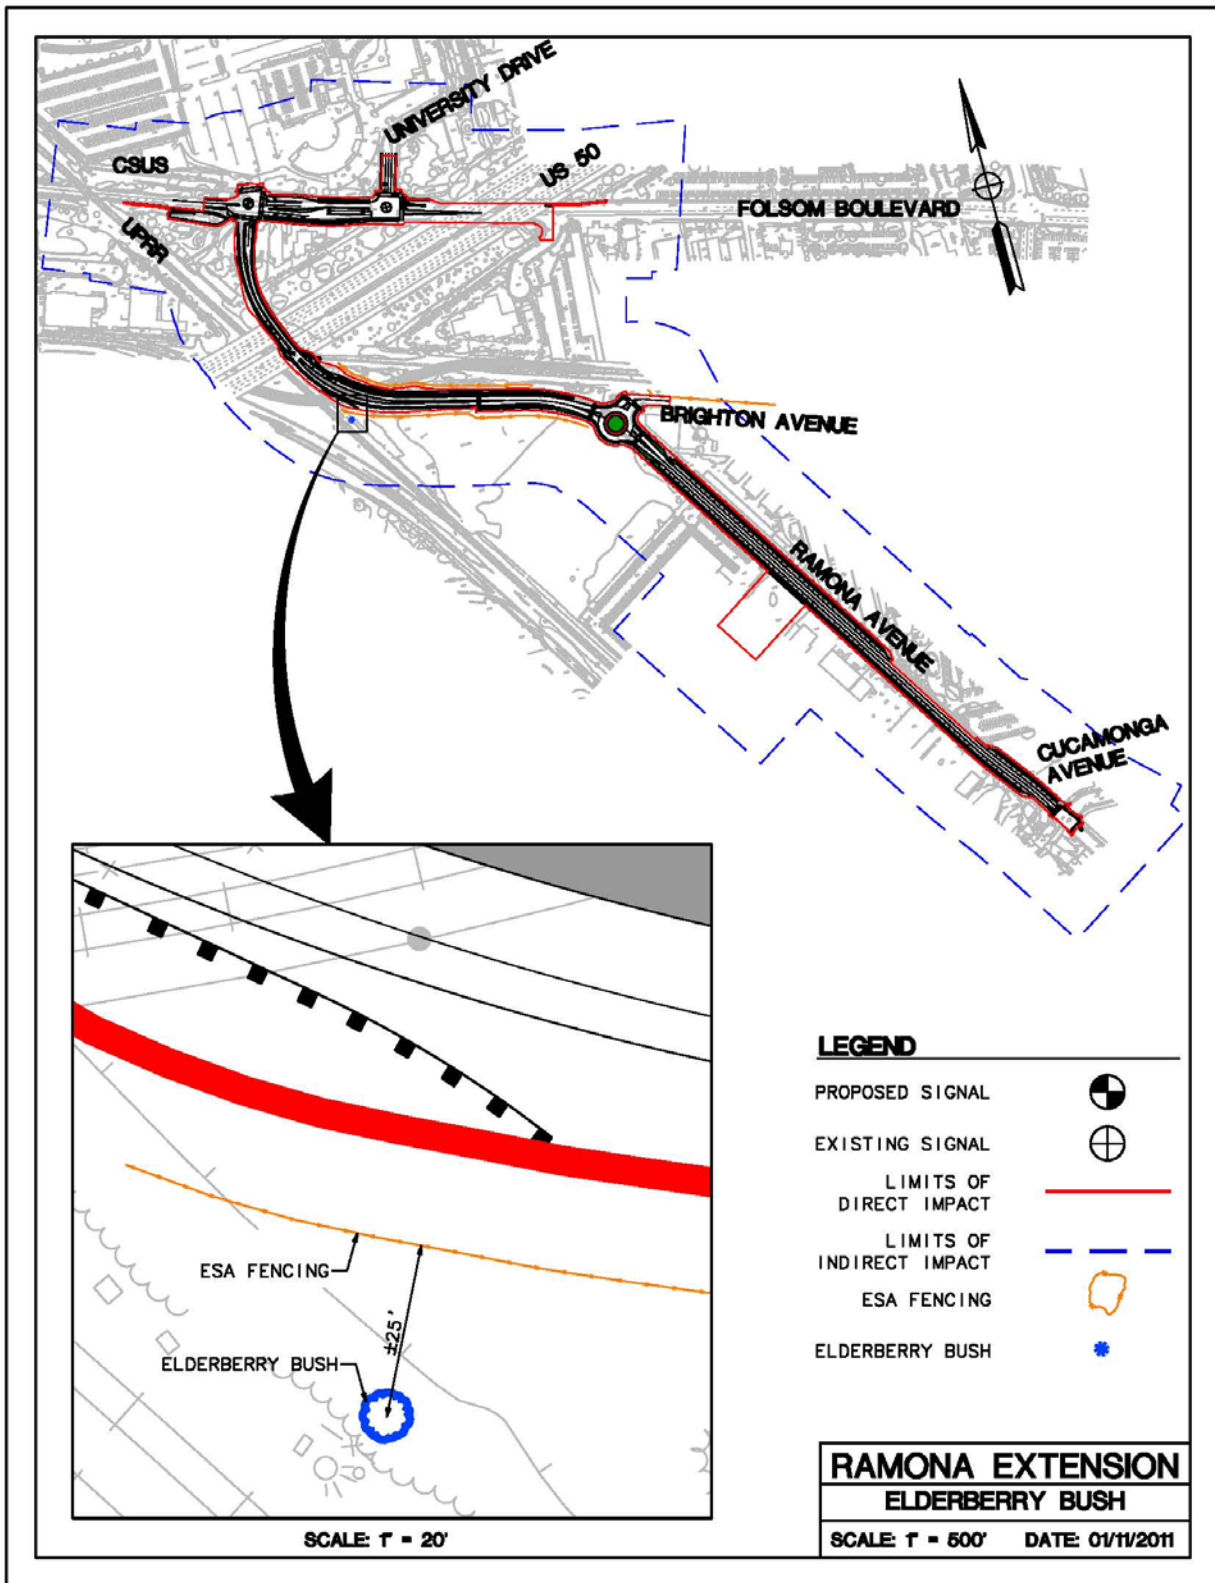 UNIVERSITY DRIVE
CSUS
US 50
FOLSOM BOULEVARD
UPRR
BRIGHTON AVENUE
RAMONA AVENUE
CUCAMONGA
AVENUE
ESA FENCING
±25'
ELDERBERRY BUSH
SCALE: 1" = 20'
LEGEND
PROPOSED SIGNAL
EXISTING SIGNAL
LIMITS OF
DIRECT IMPACT
LIMITS OF
INDIRECT IMPACT
ESA FENCING
ELDERBERRY BUSH
RAMONA EXTENSION
ELDERBERRY BUSH
SCALE: 1" = 500' DATE: 01/11/2011